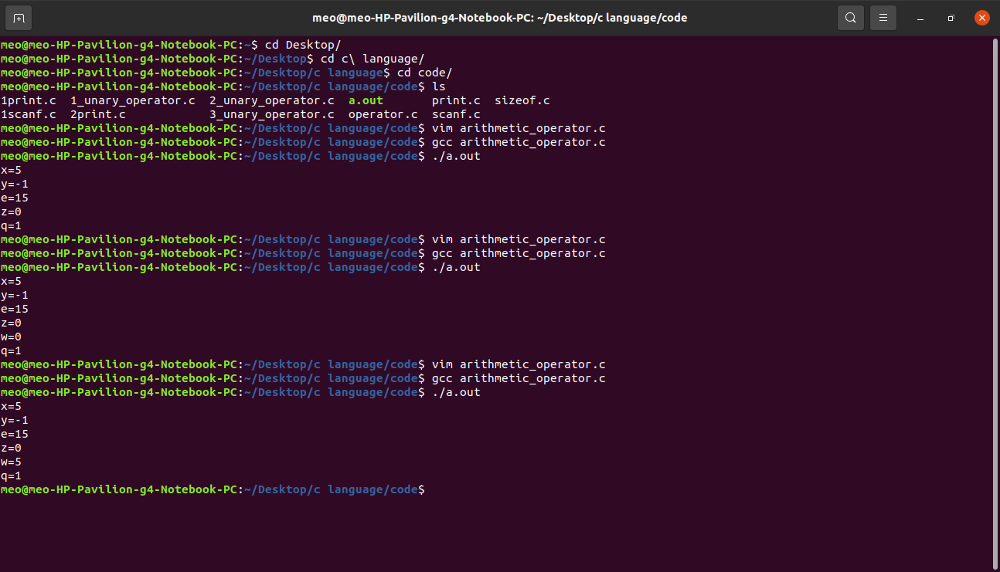 meo@meo-HP-Pavilion-g4-Notebook-PC: ~/Desktop/c language/code
meo@meo-HP-Pavilion-g4-Notebook-PC:~$ cd Desktop/
meo@meo-HP-Pavilion-g4-Notebook-PC:~/Desktop$ cd c\ language/
meo@meo-HP-Pavilion-g4-Notebook-PC:~/Desktop/c language$ cd code/
meo@meo-HP-Pavilion-g4-Notebook-PC:~/Desktop/c language/code$ ls
1print.c  1_unary_operator.c  2_unary_operator.c  a.out       print.c  sizeof.c
1scanf.c  2print.c            3_unary_operator.c  operator.c  scanf.c
meo@meo-HP-Pavilion-g4-Notebook-PC:~/Desktop/c language/code$ vim arithmetic_operator.c
meo@meo-HP-Pavilion-g4-Notebook-PC:~/Desktop/c language/code$ gcc arithmetic_operator.c
meo@meo-HP-Pavilion-g4-Notebook-PC:~/Desktop/c language/code$ ./a.out
x=5
y=-1
e=15
z=0
q=1
meo@meo-HP-Pavilion-g4-Notebook-PC:~/Desktop/c language/code$ vim arithmetic_operator.c
meo@meo-HP-Pavilion-g4-Notebook-PC:~/Desktop/c language/code$ gcc arithmetic_operator.c
meo@meo-HP-Pavilion-g4-Notebook-PC:~/Desktop/c language/code$ ./a.out
x=5
y=-1
e=15
z=0
w=0
q=1
meo@meo-HP-Pavilion-g4-Notebook-PC:~/Desktop/c language/code$ vim arithmetic_operator.c
meo@meo-HP-Pavilion-g4-Notebook-PC:~/Desktop/c language/code$ gcc arithmetic_operator.c
meo@meo-HP-Pavilion-g4-Notebook-PC:~/Desktop/c language/code$ ./a.out
x=5
y=-1
e=15
z=0
w=5
q=1
meo@meo-HP-Pavilion-g4-Notebook-PC:~/Desktop/c language/code$